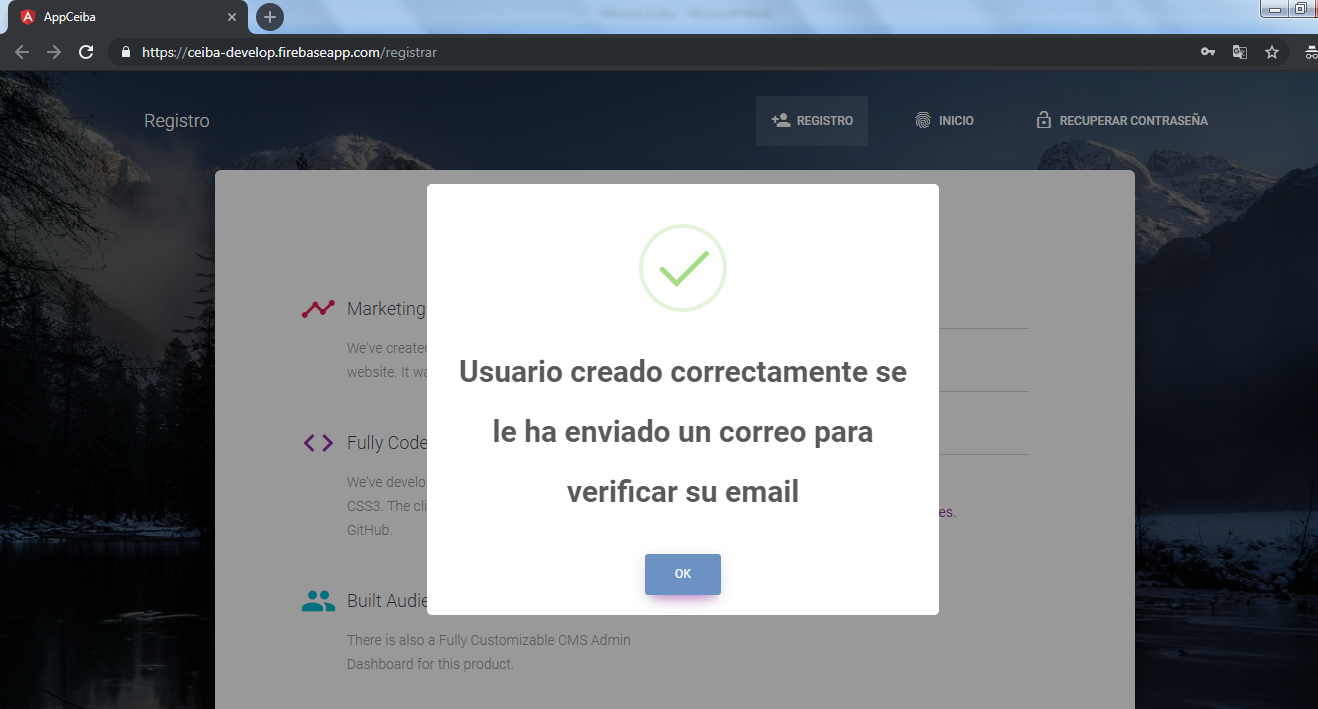 AppCeiba
https://ceiba-develop.firebaseapp.com/registrar
Registro
REGISTRO
INICIO
RECUPERAR CONTRASEÑA
Usuario creado correctamente se
le ha enviado un correo para
verificar su email
OK
Marketing
We've created
website. It wa
Fully Code
We've develo
CSS3. The cli
GitHub.
es.
Built Audie
There is also a Fully Customizable CMS Admin
Dashboard for this product.